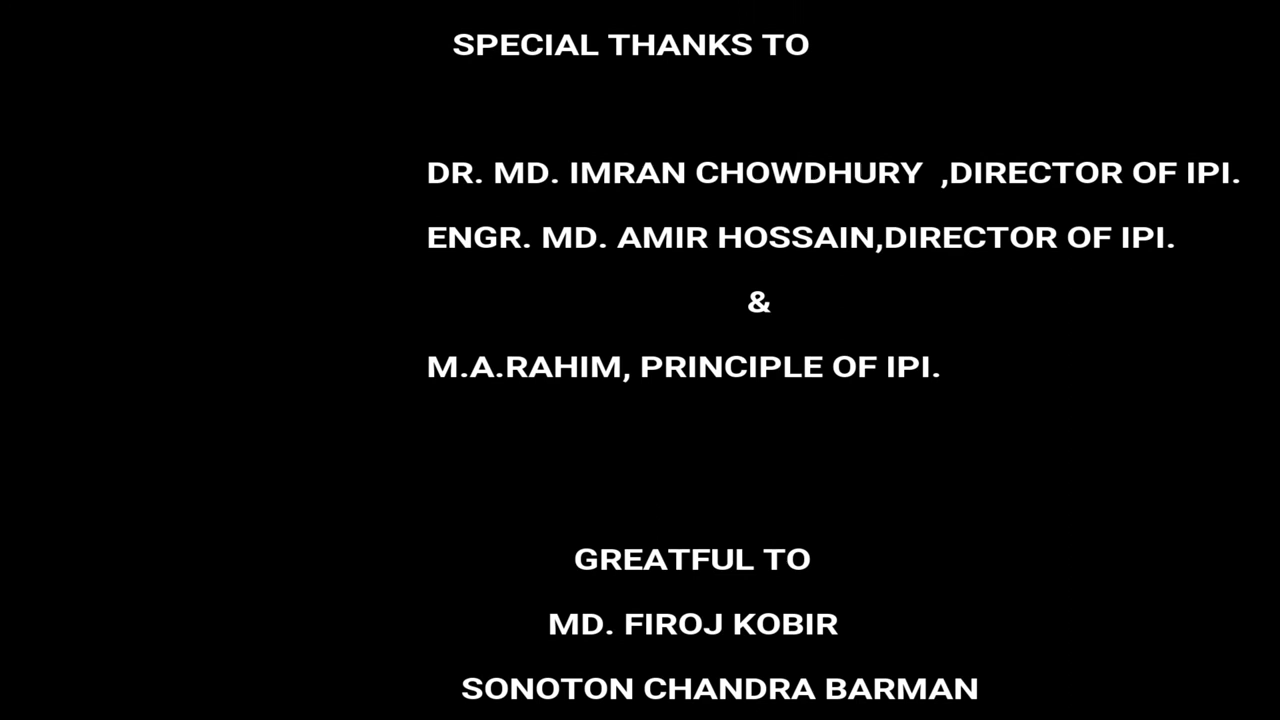 SPECIAL THANKS TO
DR. MD. IMRAN CHOWDHURY  ,DIRECTOR OF IPI.
ENGR. MD. AMIR HOSSAIN,DIRECTOR OF IPI.
&
M.A.RAHIM, PRINCIPLE OF IPI.
GREATFUL TO
MD. FIROJ KOBIR
SONOTON CHANDRA BARMAN